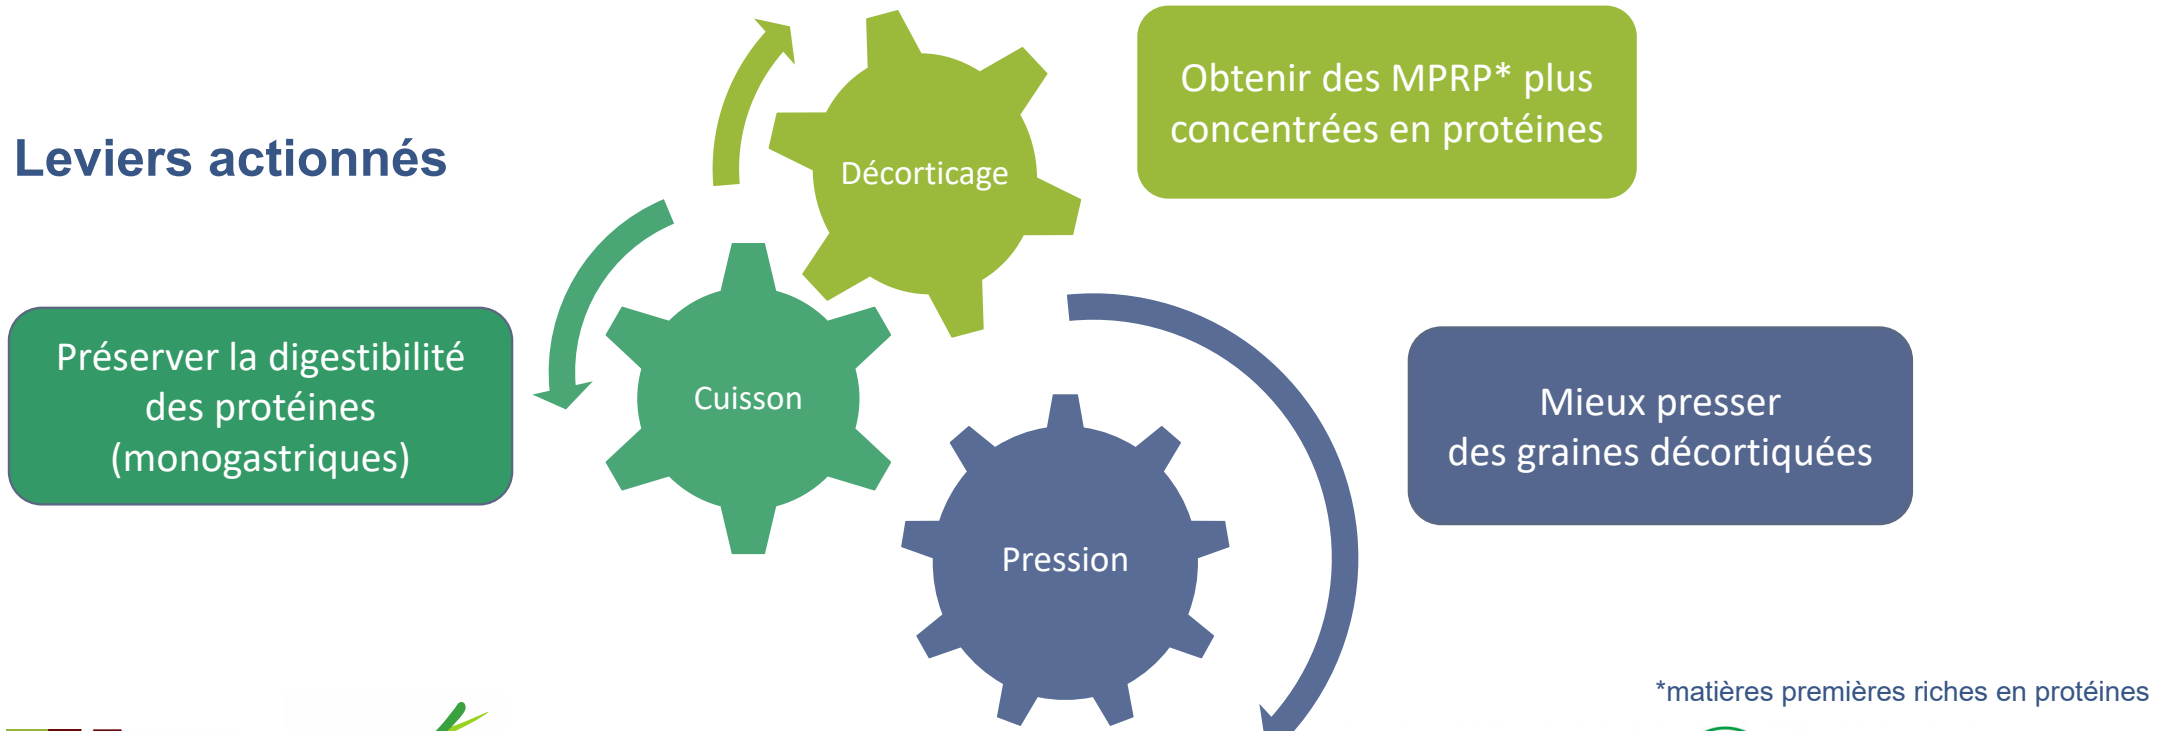 Leviers actionnés
Décorticage
Obtenir des MPRP* plus
concentrées en protéines
Préserver la digestibilité
des protéines
(monogastriques)
Cuisson
Mieux presser
des graines décortiquées
Pression
*matières premières riches en protéines